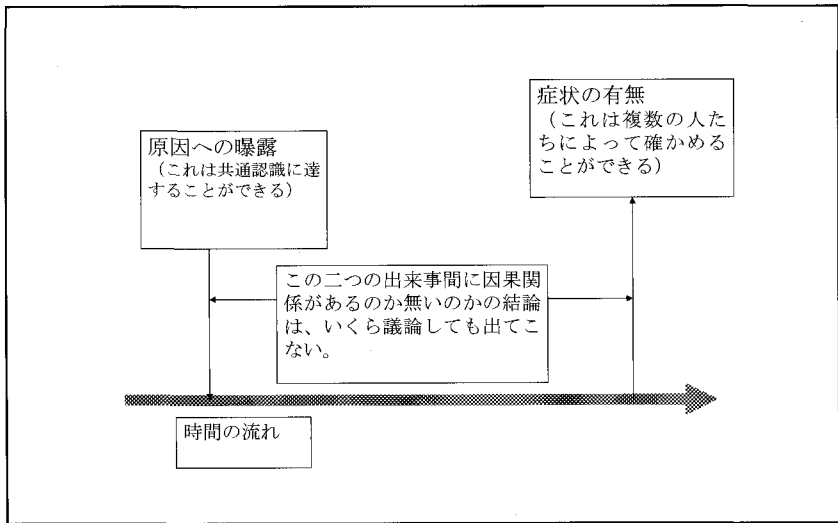 原因への曝露
（これは共通認識に達
することができる）
症状の有無
（これは複数の人た
ちによって確かめる
ことができる）
この二つの出来事間に因果関
係があるのか無いのかの結論
は、いくら議論しても出てこ
ない。
時間の流れ